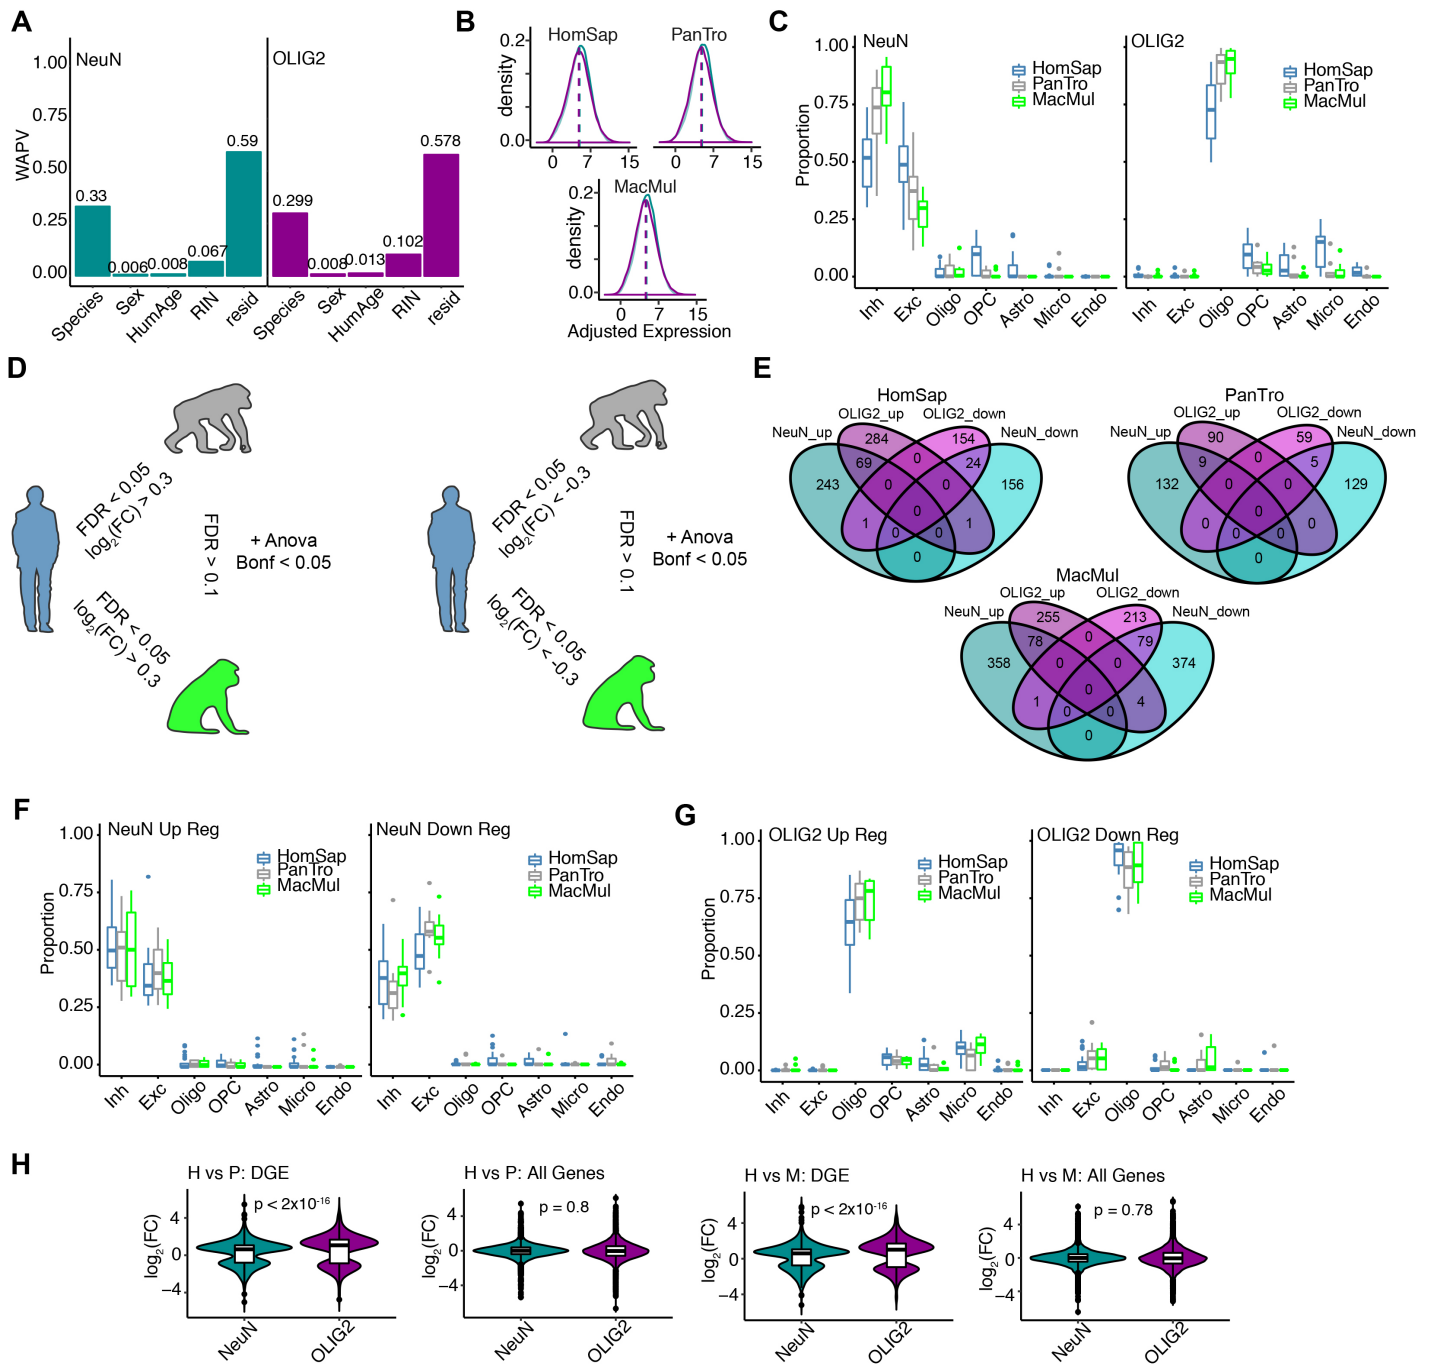 A
NeuN
OLIG2
WAPV
1.00
0.75
0.50
0.25
0.00
0.33
0.006
0.008
0.067
0.59
0.299
0.008
0.013
0.102
0.578
Species
Sex
HumAge
RIN
resid
Species
Sex
HumAge
RIN
resid
B
HomSap
PanTro
density
0.2
0.0
0 7 15
0 7 15
MacMul
density
0.2
0.0
0 7 15
Adjusted Expression
C
NeuN
OLIG2
Proportion
1.00
0.75
0.50
0.25
0.00
HomSap
PanTro
MacMul
HomSap
PanTro
MacMul
Inh
Exc
Oligo
OPC
Astro
Micro
Endo
Inh
Exc
Oligo
OPC
Astro
Micro
Endo
D
FDR < 0.05
log2(FC) > 0.3
FDR > 0.1
+ Anova
Bonf < 0.05
FDR < 0.05
log2(FC) > 0.3
FDR < 0.05
log2(FC) < -0.3
FDR > 0.1
+ Anova
Bonf < 0.05
FDR < 0.05
log2(FC) < -0.3
E
HomSap
OLIG2_up OLIG2_down
NeuN_up NeuN_down
284 154
69 0 24
243 0 0 156
0
1 0 0 1
0
PanTro
OLIG2_up OLIG2_down
NeuN_up NeuN_down
90 59
9 0 5
132 0 0 129
0
0 0 0 0
0
MacMul
OLIG2_up OLIG2_down
NeuN_up NeuN_down
255 213
78 0 79
358 0 0 374
0
1 0 0 4
0
F
NeuN Up Reg
NeuN Down Reg
Proportion
1.00
0.75
0.50
0.25
0.00
HomSap
PanTro
MacMul
HomSap
PanTro
MacMul
Inh
Exc
Oligo
OPC
Astro
Micro
Endo
Inh
Exc
Oligo
OPC
Astro
Micro
Endo
G
OLIG2 Up Reg
OLIG2 Down Reg
Proportion
1.00
0.75
0.50
0.25
0.00
HomSap
PanTro
MacMul
HomSap
PanTro
MacMul
Inh
Exc
Oligo
OPC
Astro
Micro
Endo
Inh
Exc
Oligo
OPC
Astro
Micro
Endo
H
H vs P: DGE
p < 2x10-16
log2(FC)
4
0
−4
NeuN
OLIG2
H vs P: All Genes
p = 0.8
log2(FC)
4
0
−4
NeuN
OLIG2
H vs M: DGE
p < 2x10-16
log2(FC)
4
0
−4
NeuN
OLIG2
H vs M: All Genes
p = 0.78
log2(FC)
4
0
−4
NeuN
OLIG2